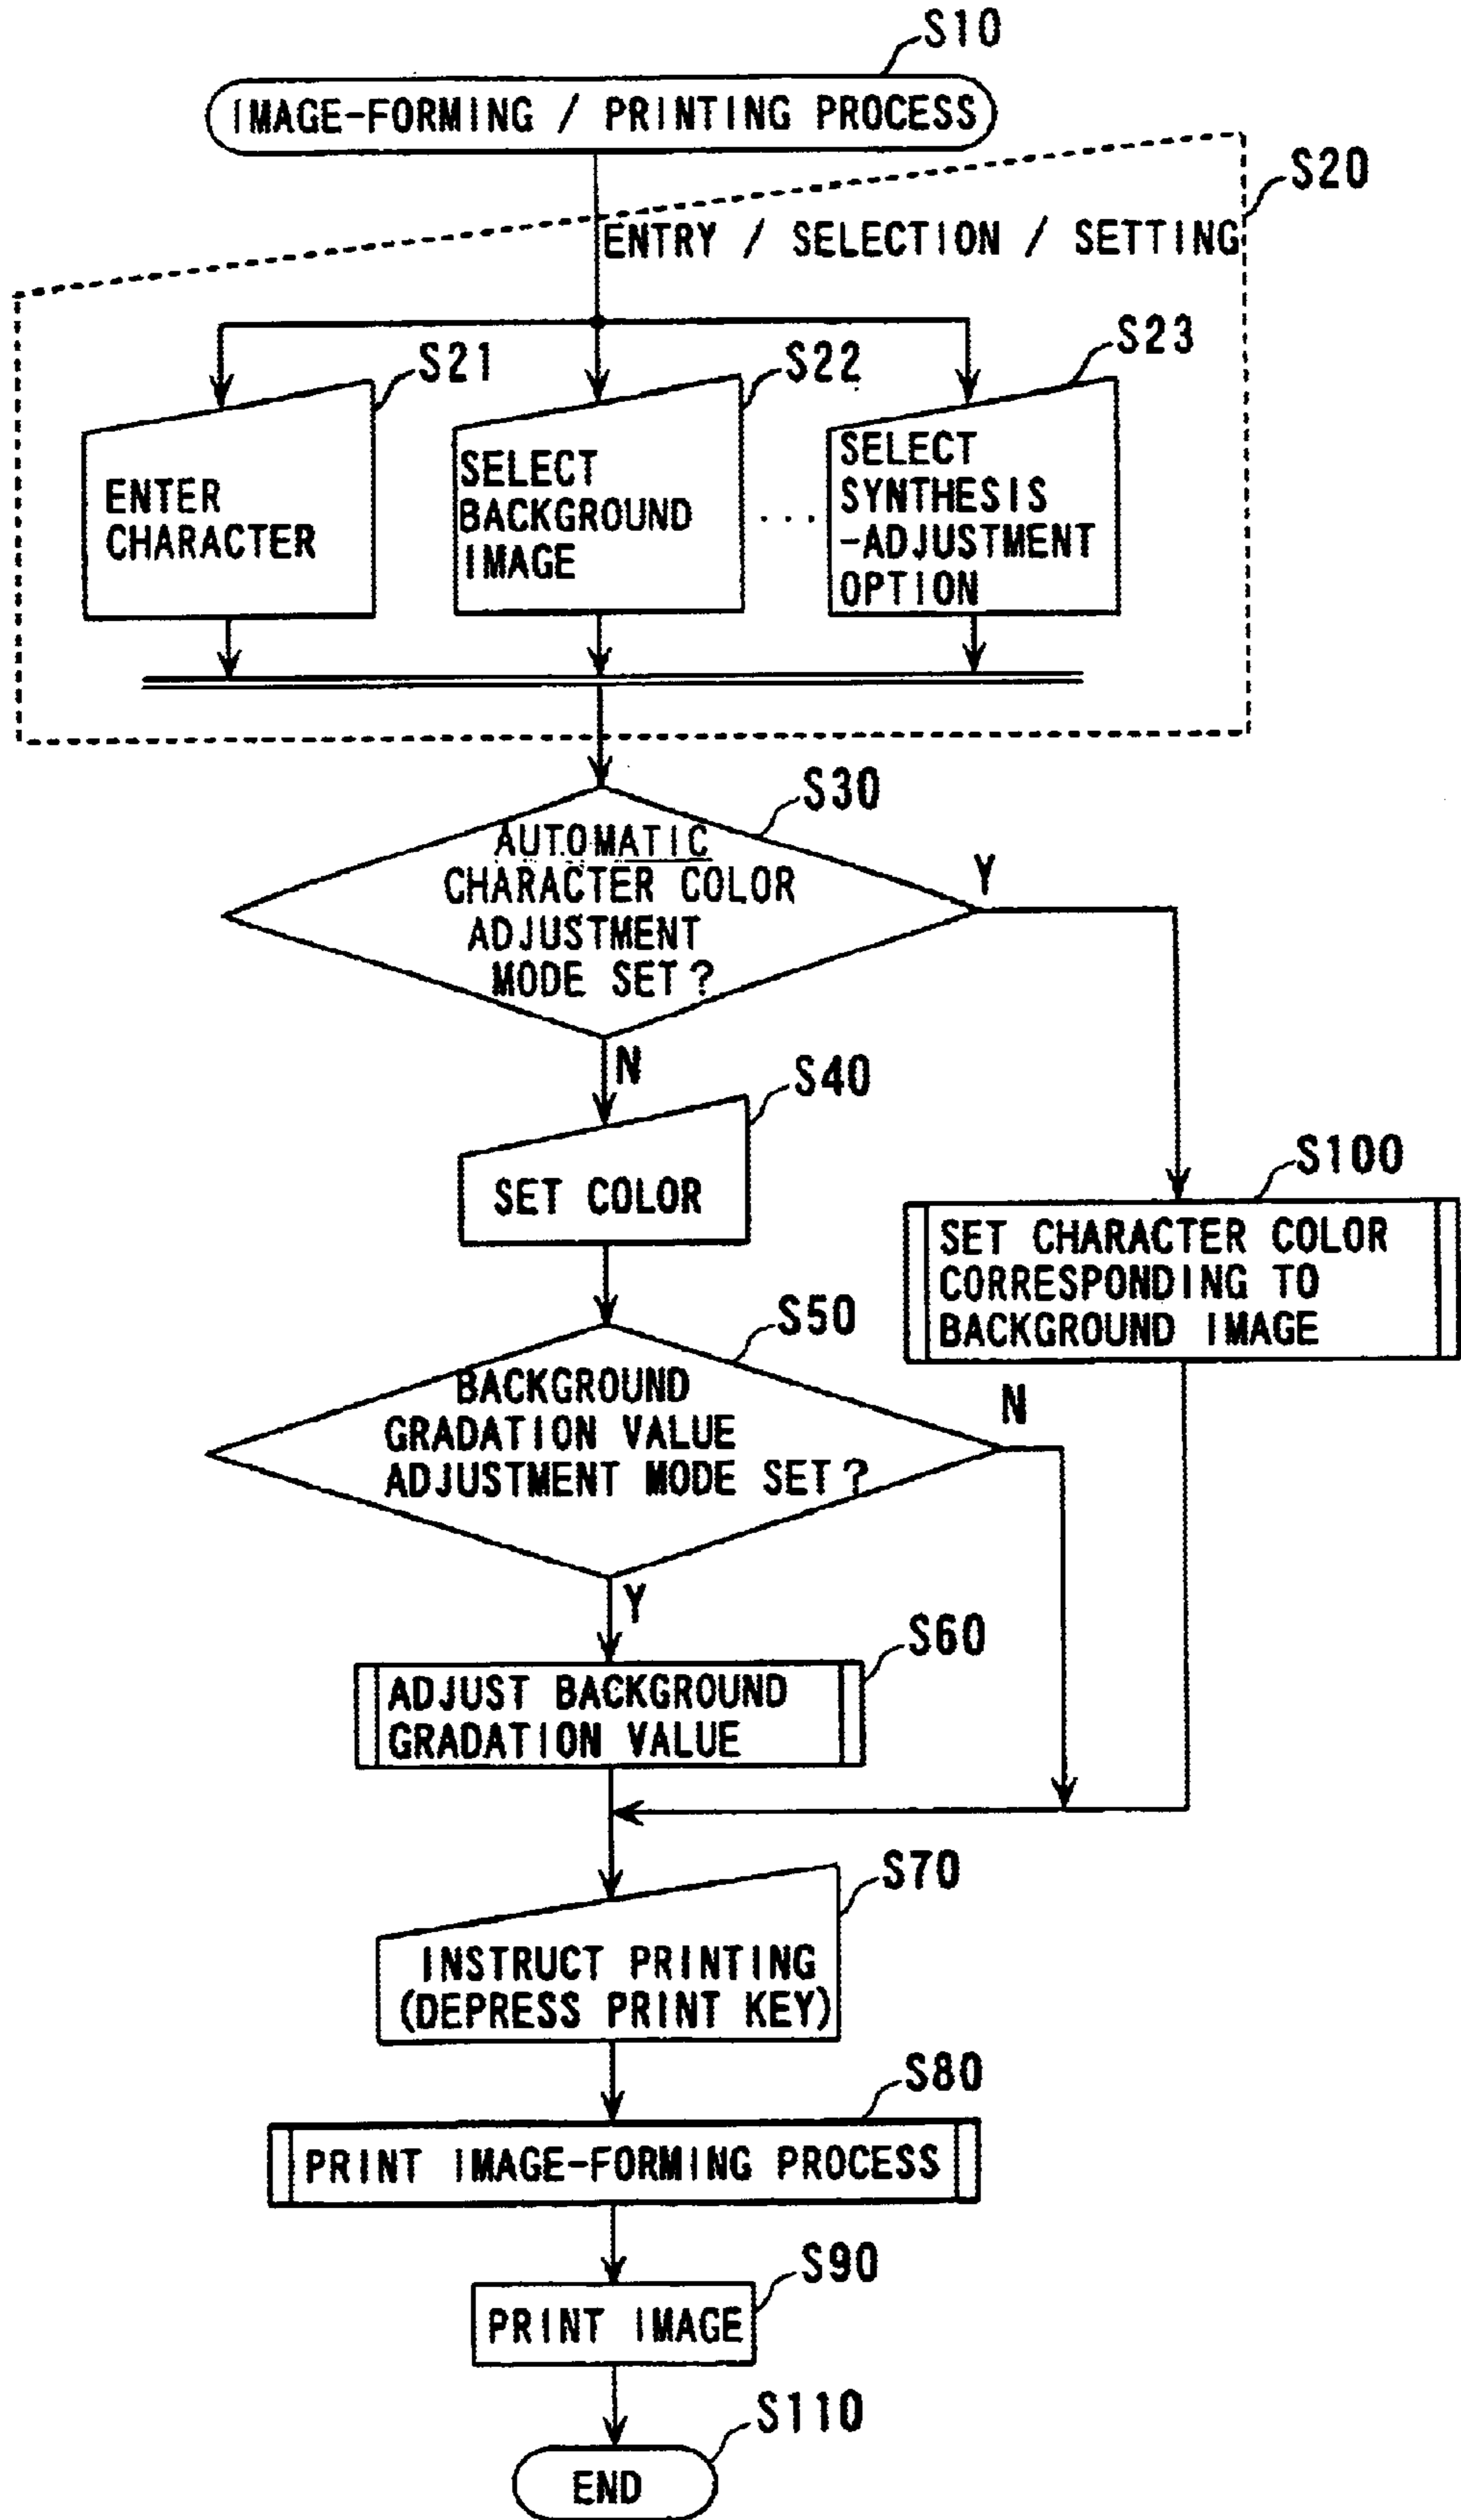 S10
IMAGE-FORMING / PRINTING PROCESS
S20
ENTRY / SELECTION / SETTING
S21
S22
S23
ENTER
CHARACTER
SELECT
BACKGROUND
IMAGE
...
SELECT
SYNTHESIS
-ADJUSTMENT
OPTION
S30
AUTOMATIC
CHARACTER COLOR
ADJUSTMENT
MODE SET?
Y
N
S40
SET COLOR
S100
SET CHARACTER COLOR
CORRESPONDING TO
BACKGROUND IMAGE
S50
BACKGROUND
GRADATION VALUE
ADJUSTMENT MODE SET?
N
Y
S60
ADJUST BACKGROUND
GRADATION VALUE
S70
INSTRUCT PRINTING
(DEPRESS PRINT KEY)
S80
PRINT IMAGE-FORMING PROCESS
S90
PRINT IMAGE
S110
END